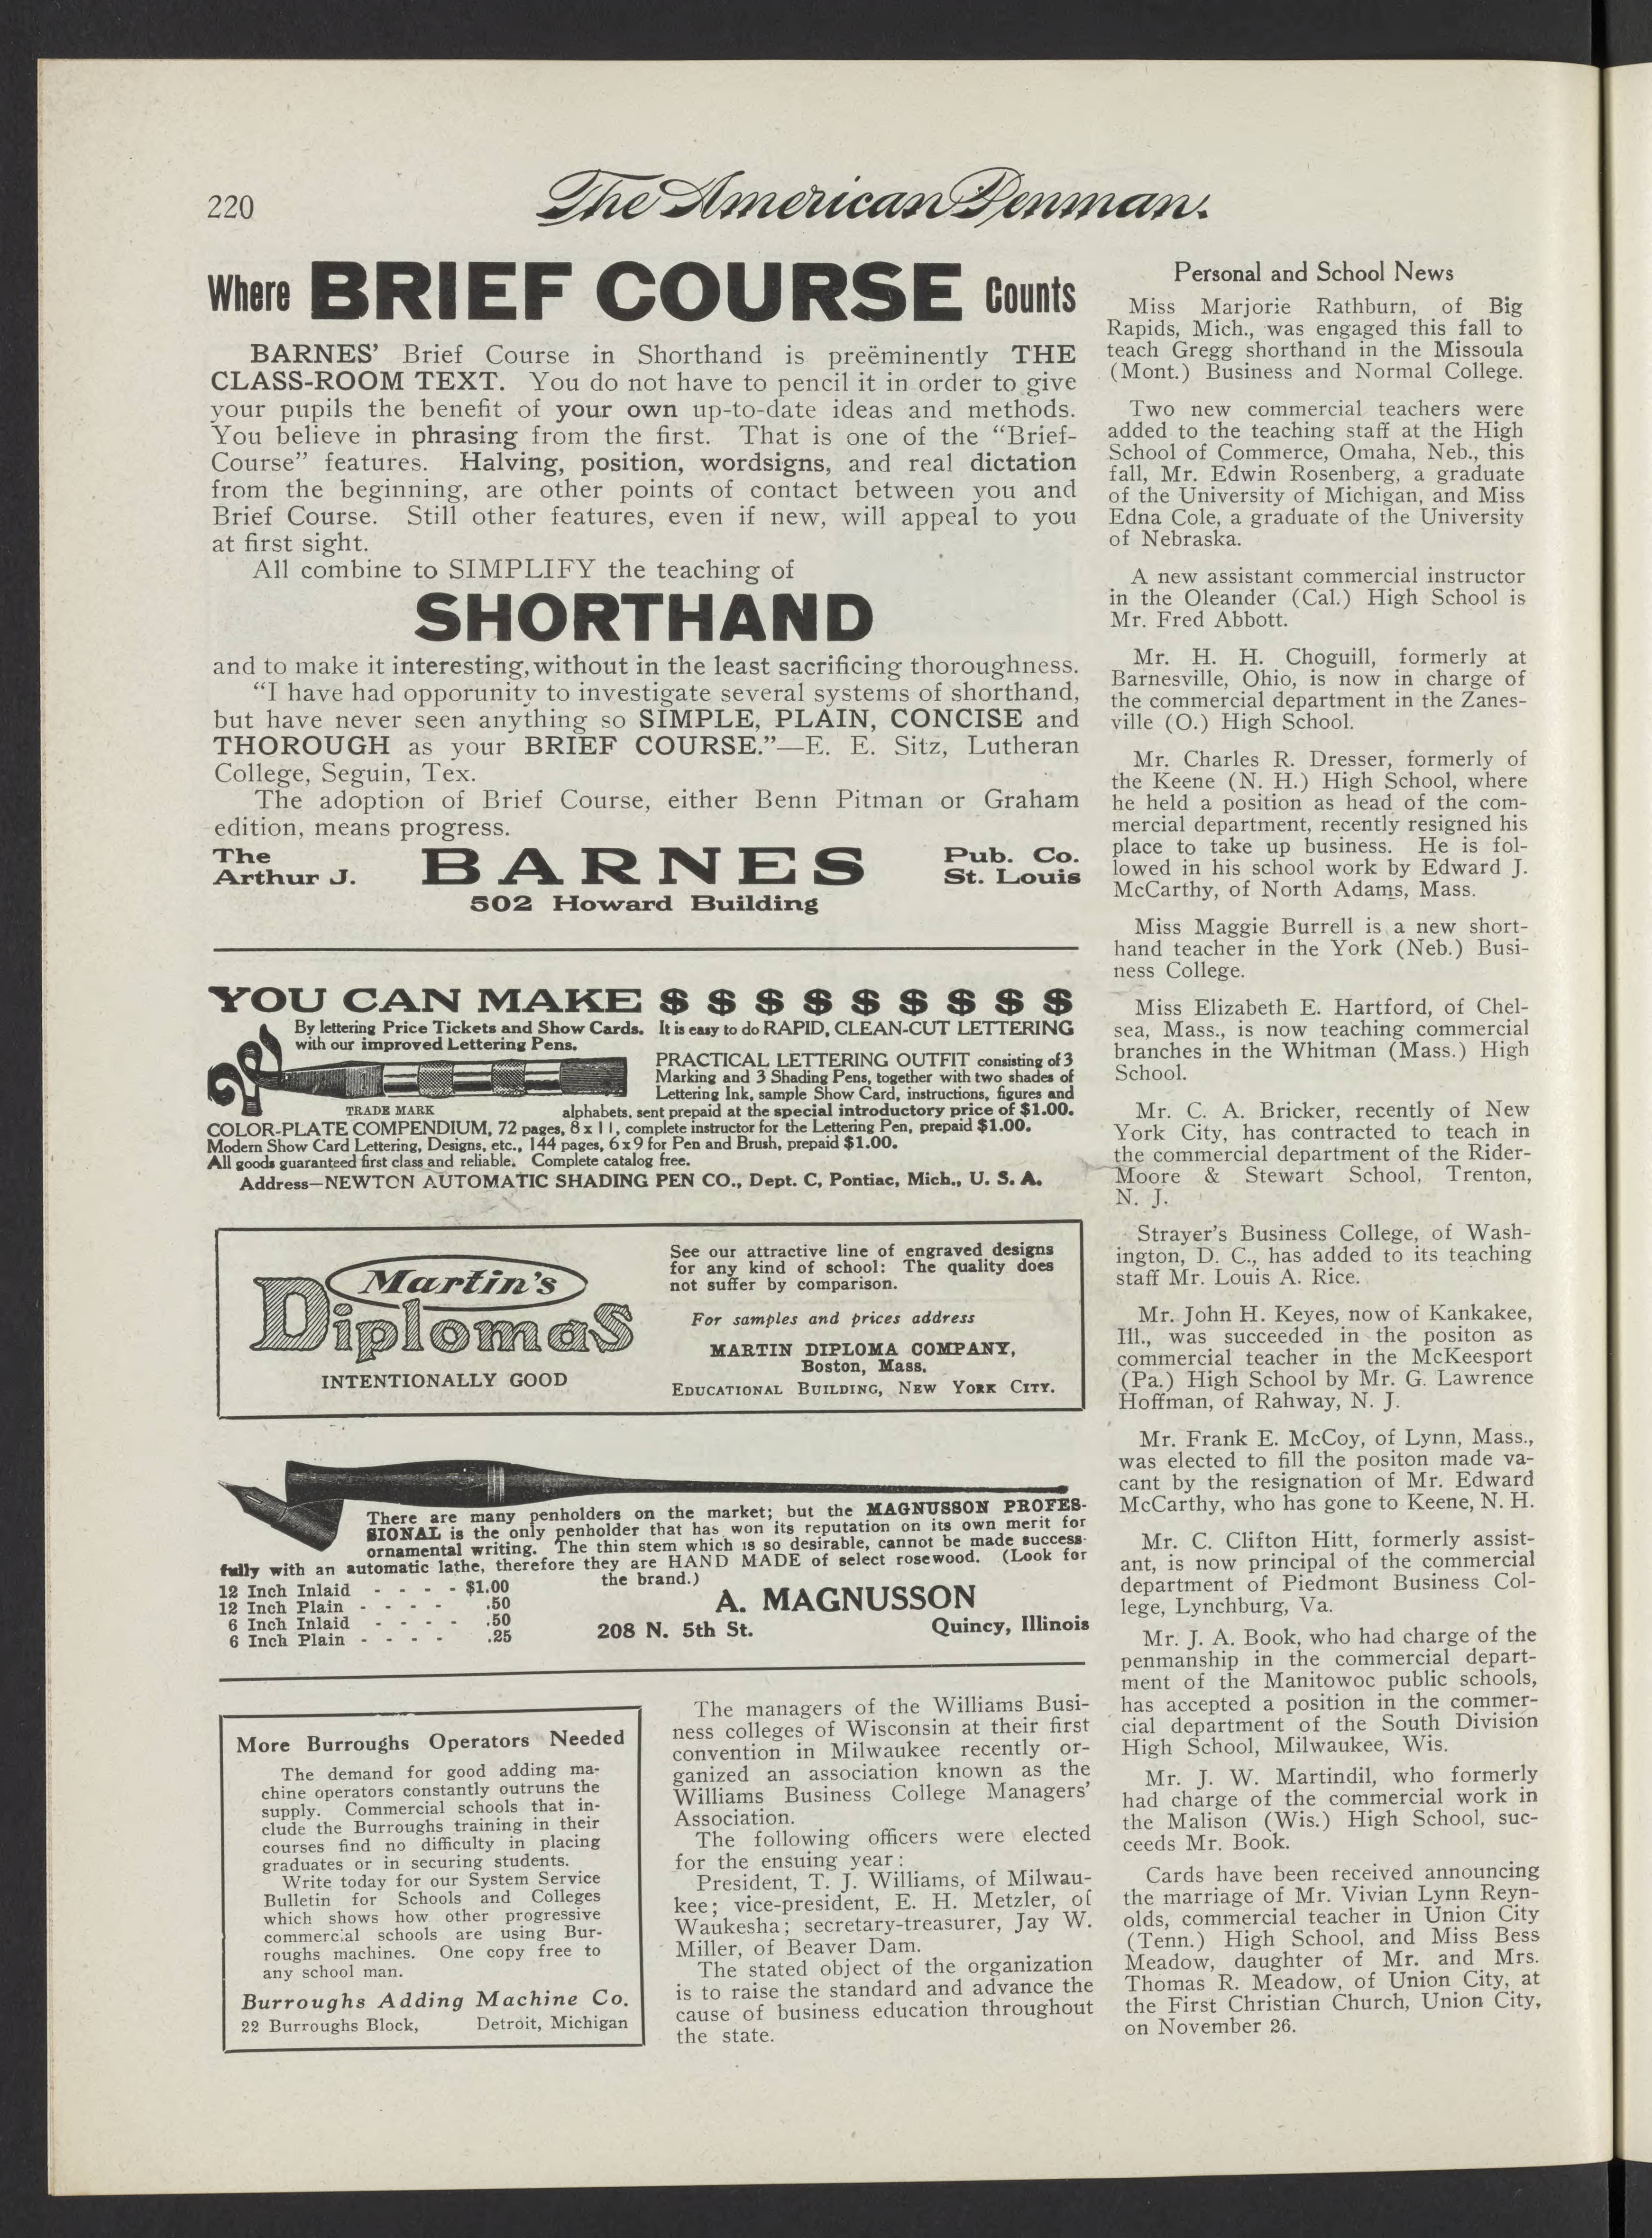 220
The American Penman.
Where BRIEF COURSE Counts
BARNES' Brief Course in Shorthand is preëminently THE
CLASS-ROOM TEXT. You do not have to pencil it in order to give
your pupils the benefit of your own up-to-date ideas and methods.
You believe in phrasing from the first. That is one of the "Brief-
Course" features. Halving, position, wordsigns, and real dictation
from the beginning, are other points of contact between you and
Brief Course. Still other features, even if new, will appeal to you
at first sight.
All combine to SIMPLIFY the teaching of
SHORTHAND
and to make it interesting, without in the least sacrificing thoroughness.
"I have had opporunity to investigate several systems of shorthand,
but have never seen anything so SIMPLE, PLAIN, CONCISE and
THOROUGH as your BRIEF COURSE."—E. E. Sitz, Lutheran
College, Seguin, Tex.
The adoption of Brief Course, either Benn Pitman or Graham
edition, means progress.
The Arthur J. BARNES Pub. Co. St. Louis
502 Howard Building
YOU CAN MAKE $ $ $ $ $ $ $ $ $
By lettering Price Tickets and Show Cards. It is easy to do RAPID, CLEAN-CUT LETTERING
with our improved Lettering Pens.
PRACTICAL LETTERING OUTFIT consisting of 3
Marking and 3 Shading Pens, together with two shades of
Lettering Ink, sample Show Card, instructions, figures and
TRADE MARK alphabets, sent prepaid at the special introductory price of $1.00.
COLOR-PLATE COMPENDIUM, 72 pages, 8 x 11, complete instructor for the Lettering Pen, prepaid $1.00.
Modern Show Card Lettering, Designs, etc., 144 pages, 6x9 for Pen and Brush, prepaid $1.00.
All goods guaranteed first class and reliable. Complete catalog free.
Address—NEWTON AUTOMATIC SHADING PEN CO., Dept. C, Pontiac, Mich., U. S. A.
Martin's
Diplomas
INTENTIONALLY GOOD
See our attractive line of engraved designs
for any kind of school: The quality does
not suffer by comparison.
For samples and prices address
MARTIN DIPLOMA COMPANY,
Boston, Mass.
EDUCATIONAL BUILDING, NEW YORK CITY.
There are many penholders on the market; but the MAGNUSSON PROFES-
SIONAL is the only penholder that has won its reputation on its own merit for
ornamental writing. The thin stem which is so desirable, cannot be made success-
fully with an automatic lathe, therefore they are HAND MADE of select rosewood. (Look for
the brand.)
12 Inch Inlaid - - - - $1.00
12 Inch Plain - - - - .50
6 Inch Inlaid - - - - .50
6 Inch Plain - - - - .25
A. MAGNUSSON
208 N. 5th St. Quincy, Illinois
More Burroughs Operators Needed
The demand for good adding ma-
chine operators constantly outruns the
supply. Commercial schools that in-
clude the Burroughs training in their
courses find no difficulty in placing
graduates or in securing students.
Write today for our System Service
Bulletin for Schools and Colleges
which shows how other progressive
commercial schools are using Bur-
roughs machines. One copy free to
any school man.
Burroughs Adding Machine Co.
22 Burroughs Block, Detroit, Michigan
The managers of the Williams Busi-
ness colleges of Wisconsin at their first
convention in Milwaukee recently or-
ganized an association known as the
Williams Business College Managers'
Association.
The following officers were elected
for the ensuing year:
President, T. J. Williams, of Milwau-
kee; vice-president, E. H. Metzler, of
Waukesha; secretary-treasurer, Jay W.
Miller, of Beaver Dam.
The stated object of the organization
is to raise the standard and advance the
cause of business education throughout
the state.
Personal and School News
Miss Marjorie Rathburn, of Big
Rapids, Mich., was engaged this fall to
teach Gregg shorthand in the Missoula
(Mont.) Business and Normal College.
Two new commercial teachers were
added to the teaching staff at the High
School of Commerce, Omaha, Neb., this
fall, Mr. Edwin Rosenberg, a graduate
of the University of Michigan, and Miss
Edna Cole, a graduate of the University
of Nebraska.
A new assistant commercial instructor
in the Oleander (Cal.) High School is
Mr. Fred Abbott.
Mr. H. H. Choguill, formerly at
Barnesville, Ohio, is now in charge of
the commercial department in the Zanes-
ville (O.) High School.
Mr. Charles R. Dresser, formerly of
the Keene (N. H.) High School, where
he held a position as head of the com-
mercial department, recently resigned his
place to take up business. He is fol-
lowed in his school work by Edward J.
McCarthy, of North Adams, Mass.
Miss Maggie Burrell is a new short-
hand teacher in the York (Neb.) Busi-
ness College.
Miss Elizabeth E. Hartford, of Chel-
sea, Mass., is now teaching commercial
branches in the Whitman (Mass.) High
School.
Mr. C. A. Bricker, recently of New
York City, has contracted to teach in
the commercial department of the Rider-
Moore & Stewart School, Trenton,
N. J.
Strayer's Business College, of Wash-
ington, D. C., has added to its teaching
staff Mr. Louis A. Rice.
Mr. John H. Keyes, now of Kankakee,
Ill., was succeeded in the positon as
commercial teacher in the McKeesport
(Pa.) High School by Mr. G. Lawrence
Hoffman, of Rahway, N. J.
Mr. Frank E. McCoy, of Lynn, Mass.,
was elected to fill the positon made va-
cant by the resignation of Mr. Edward
McCarthy, who has gone to Keene, N. H.
Mr. C. Clifton Hitt, formerly assist-
ant, is now principal of the commercial
department of Piedmont Business Col-
lege, Lynchburg, Va.
Mr. J. A. Book, who had charge of the
penmanship in the commercial depart-
ment of the Manitowoc public schools,
has accepted a position in the commer-
cial department of the South Division
High School, Milwaukee, Wis.
Mr. J. W. Martindil, who formerly
had charge of the commercial work in
the Malison (Wis.) High School, suc-
ceeds Mr. Book.
Cards have been received announcing
the marriage of Mr. Vivian Lynn Reyn-
olds, commercial teacher in Union City
(Tenn.) High School, and Miss Bess
Meadow, daughter of Mr. and Mrs.
Thomas R. Meadow, of Union City, at
the First Christian Church, Union City,
on November 26.